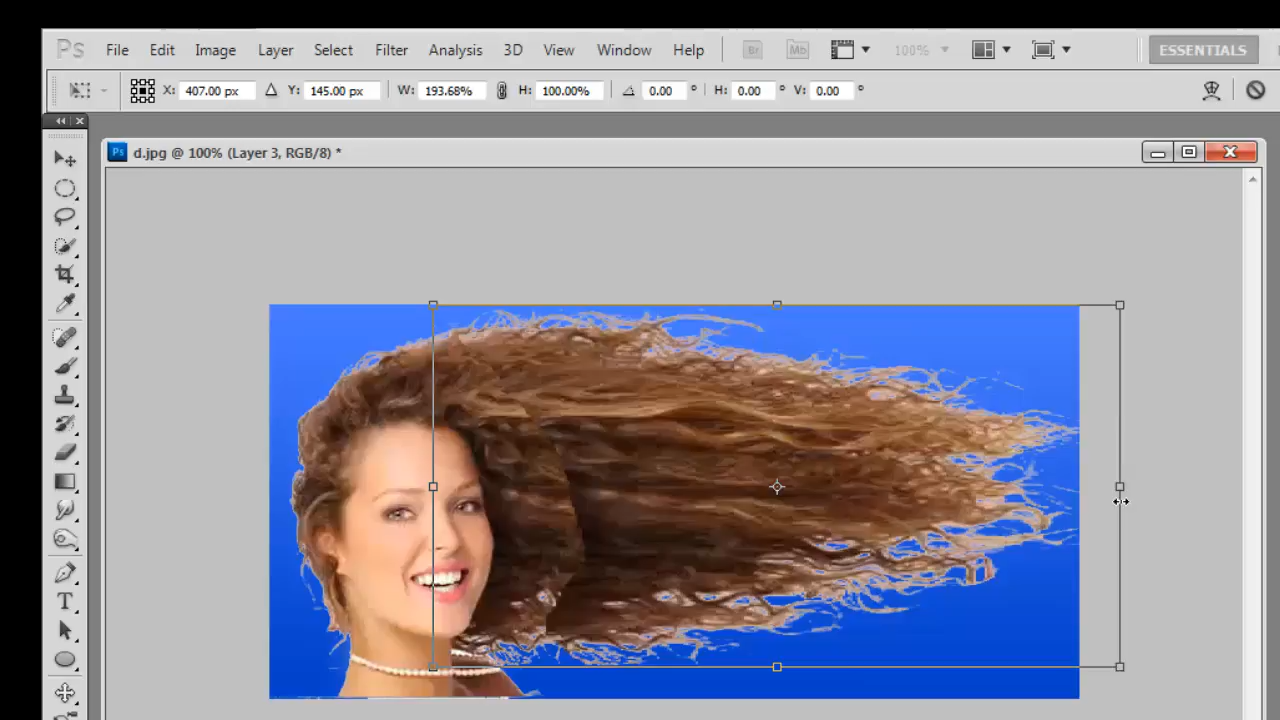 Ps File Edit Image Layer Select Filter Analysis 3D View Window Help Br Mb 100% ESSENTIALS
X: 407.00 px Y: 145.00 px W: 193.68% H: 100.00% 0.00 ° H: 0.00 ° V: 0.00 °
Ps d.jpg @ 100% (Layer 3, RGB/8) *
T